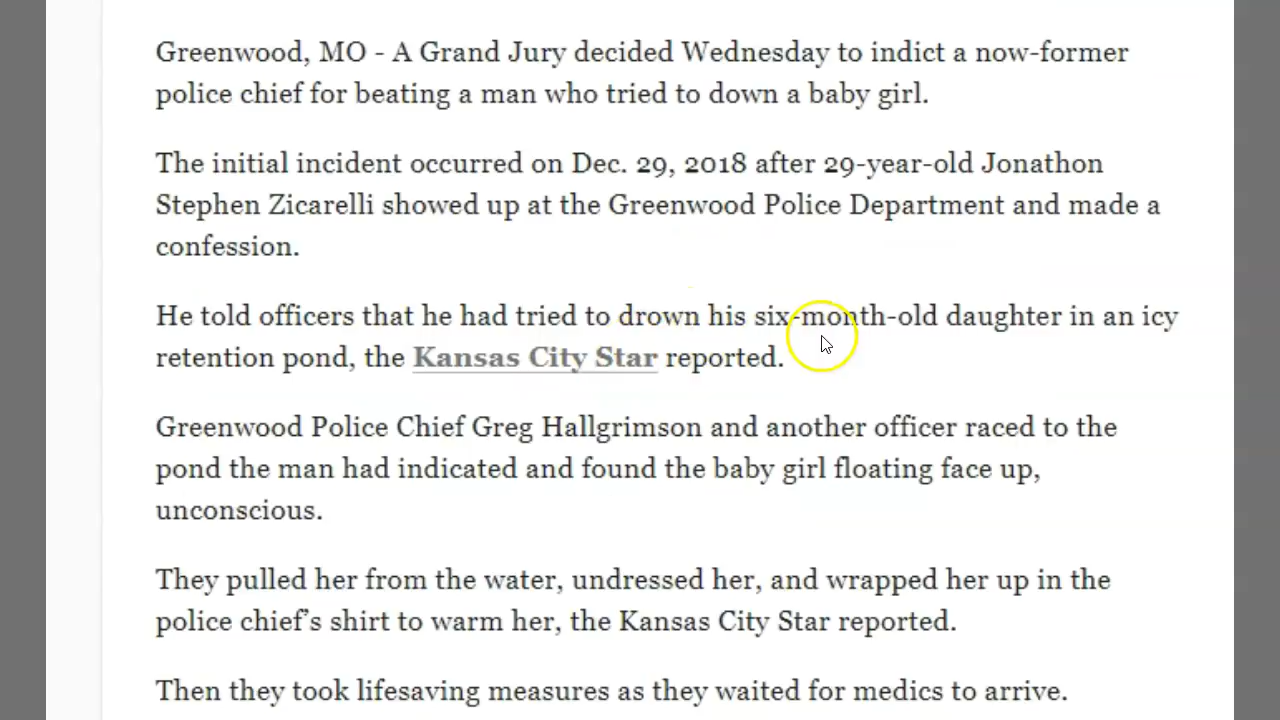 Greenwood, MO - A Grand Jury decided Wednesday to indict a now-former
police chief for beating a man who tried to down a baby girl.
The initial incident occurred on Dec. 29, 2018 after 29-year-old Jonathon
Stephen Zicarelli showed up at the Greenwood Police Department and made a
confession.
He told officers that he had tried to drown his six-month-old daughter in an icy
retention pond, the Kansas City Star reported.
Greenwood Police Chief Greg Hallgrimson and another officer raced to the
pond the man had indicated and found the baby girl floating face up,
unconscious.
They pulled her from the water, undressed her, and wrapped her up in the
police chief’s shirt to warm her, the Kansas City Star reported.
Then they took lifesaving measures as they waited for medics to arrive.